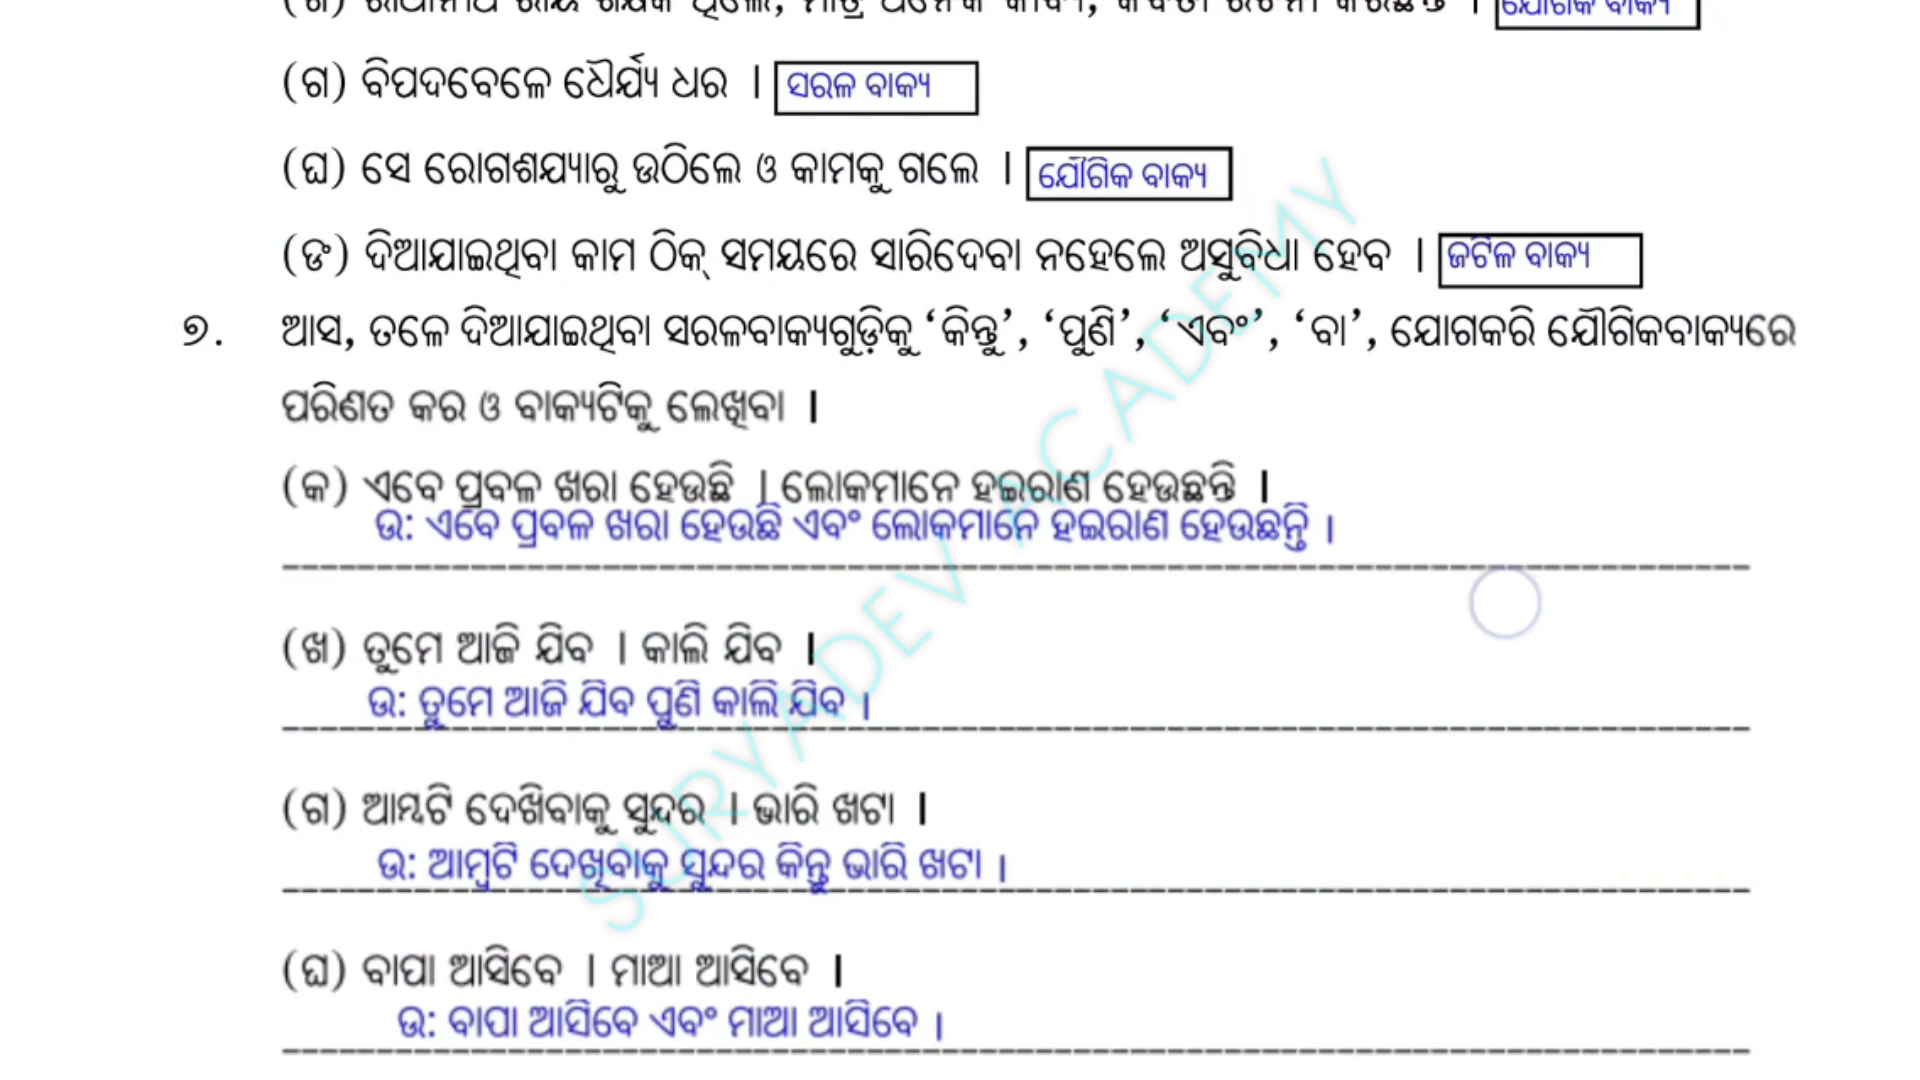 (ଗ) ବିପଦବେଳେ ଧୈର୍ଯ୍ୟ ଧର । ସରଳ ବାକ୍ୟ
(ଘ) ସେ ରୋଗଶଯ୍ୟାରୁ ଉଠିଲେ ଓ କାମକୁ ଗଲେ । ଯୌଗିକ ବାକ୍ୟ
(ଙ) ଦିଆଯାଇଥିବା କାମ ଠିକ୍ ସମୟରେ ସାରିଦେବା ନହେଲେ ଅସୁବିଧା ହେବ । ଜଟିଳ ବାକ୍ୟ
୭. ଆସ, ତଳେ ଦିଆଯାଇଥିବା ସରଳବାକ୍ୟଗୁଡ଼ିକୁ ‘କିନ୍ତୁ’, ‘ପୁଣି’, ‘ଏବଂ’, ‘ବା’, ଯୋଗକରି ଯୌଗିକବାକ୍ୟରେ
ପରିଣତ କର ଓ ବାକ୍ୟଟିକୁ ଲେଖିବା ।
(କ) ଏବେ ପ୍ରବଳ ଖରା ହେଉଛି । ଲୋକମାନେ ହଇରାଣ ହେଉଛନ୍ତି ।
ଉ: ଏବେ ପ୍ରବଳ ଖରା ହେଉଛି ଏବଂ ଲୋକମାନେ ହଇରାଣ ହେଉଛନ୍ତି ।
(ଖ) ତୁମେ ଆଜି ଯିବ । କାଲି ଯିବ ।
ଉ: ତୁମେ ଆଜି ଯିବ ପୁଣି କାଲି ଯିବ ।
(ଗ) ଆମ୍ବଟି ଦେଖିବାକୁ ସୁନ୍ଦର । ଭାରି ଖଟା ।
ଉ: ଆମ୍ବଟି ଦେଖିବାକୁ ସୁନ୍ଦର କିନ୍ତୁ ଭାରି ଖଟା ।
(ଘ) ବାପା ଆସିବେ । ମାଆ ଆସିବେ ।
ଉ: ବାପା ଆସିବେ ଏବଂ ମାଆ ଆସିବେ ।
SURYADEV ACADEMY